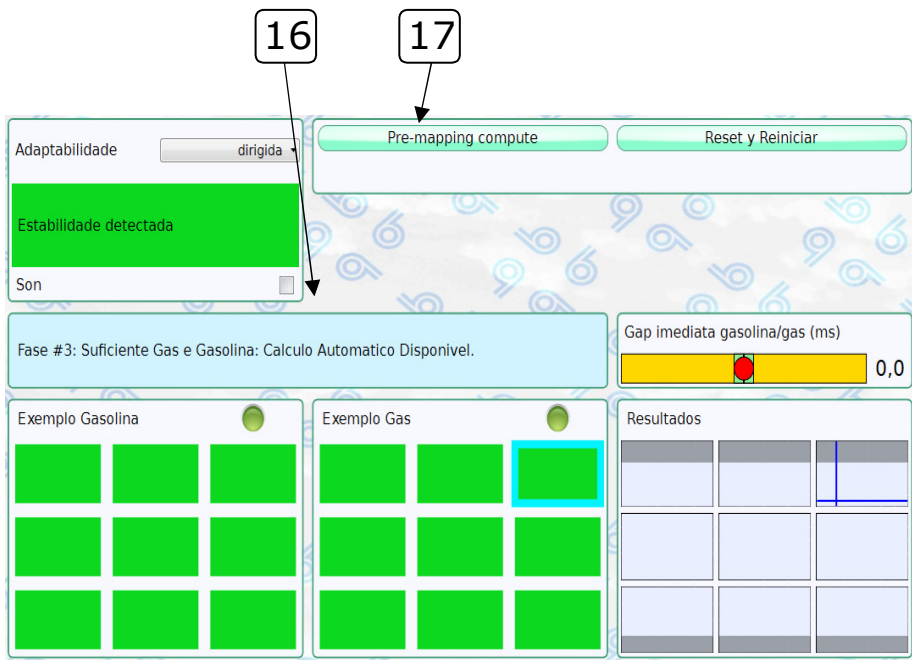 16
17
Adaptabilidade
dirigida
Pre-mapping compute
Reset y Reiniciar
Estabilidade detectada
Son
Fase #3: Suficiente Gas e Gasolina: Calculo Automatico Disponivel.
Gap imediata gasolina/gas (ms)
0,0
Exemplo Gasolina
Exemplo Gas
Resultados